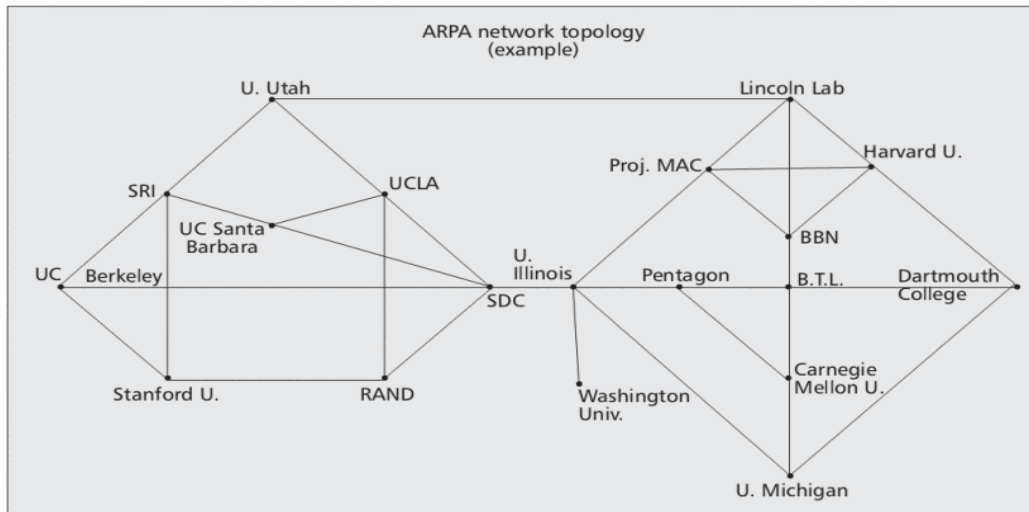 ARPA network topology
(example)
U. Utah
Lincoln Lab
Proj. MAC
Harvard U.
SRI
UCLA
UC Santa
Barbara
BBN
UC Berkeley
SDC
U.
Illinois
Pentagon
B.T.L.
Dartmouth
College
Stanford U.
RAND
Washington
Univ.
Carnegie
Mellon U.
U. Michigan